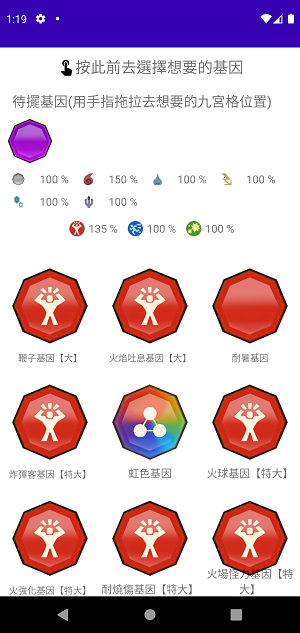 1:19
按此前去選擇想要的基因
待擺基因(用手指拖拉去想要的九宮格位置)
100 % 150 % 100 % 100 %
100 % 100 %
135 % 100 % 100 %
鞭子基因【大】 火焰吐息基因【大】 耐暑基因
炸彈客基因【特大】 虹色基因 火球基因【特大】
火強化基因【特大】 耐燒傷基因【特大】 火場怪力基因【特
大】